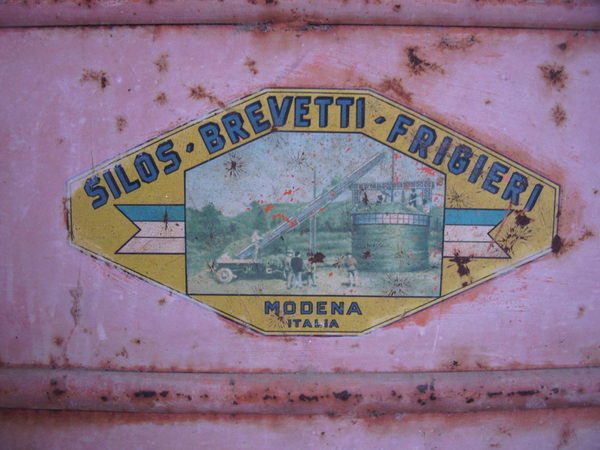 SILOS · BREVETTI · FRIGIERI
MODENA
ITALIA